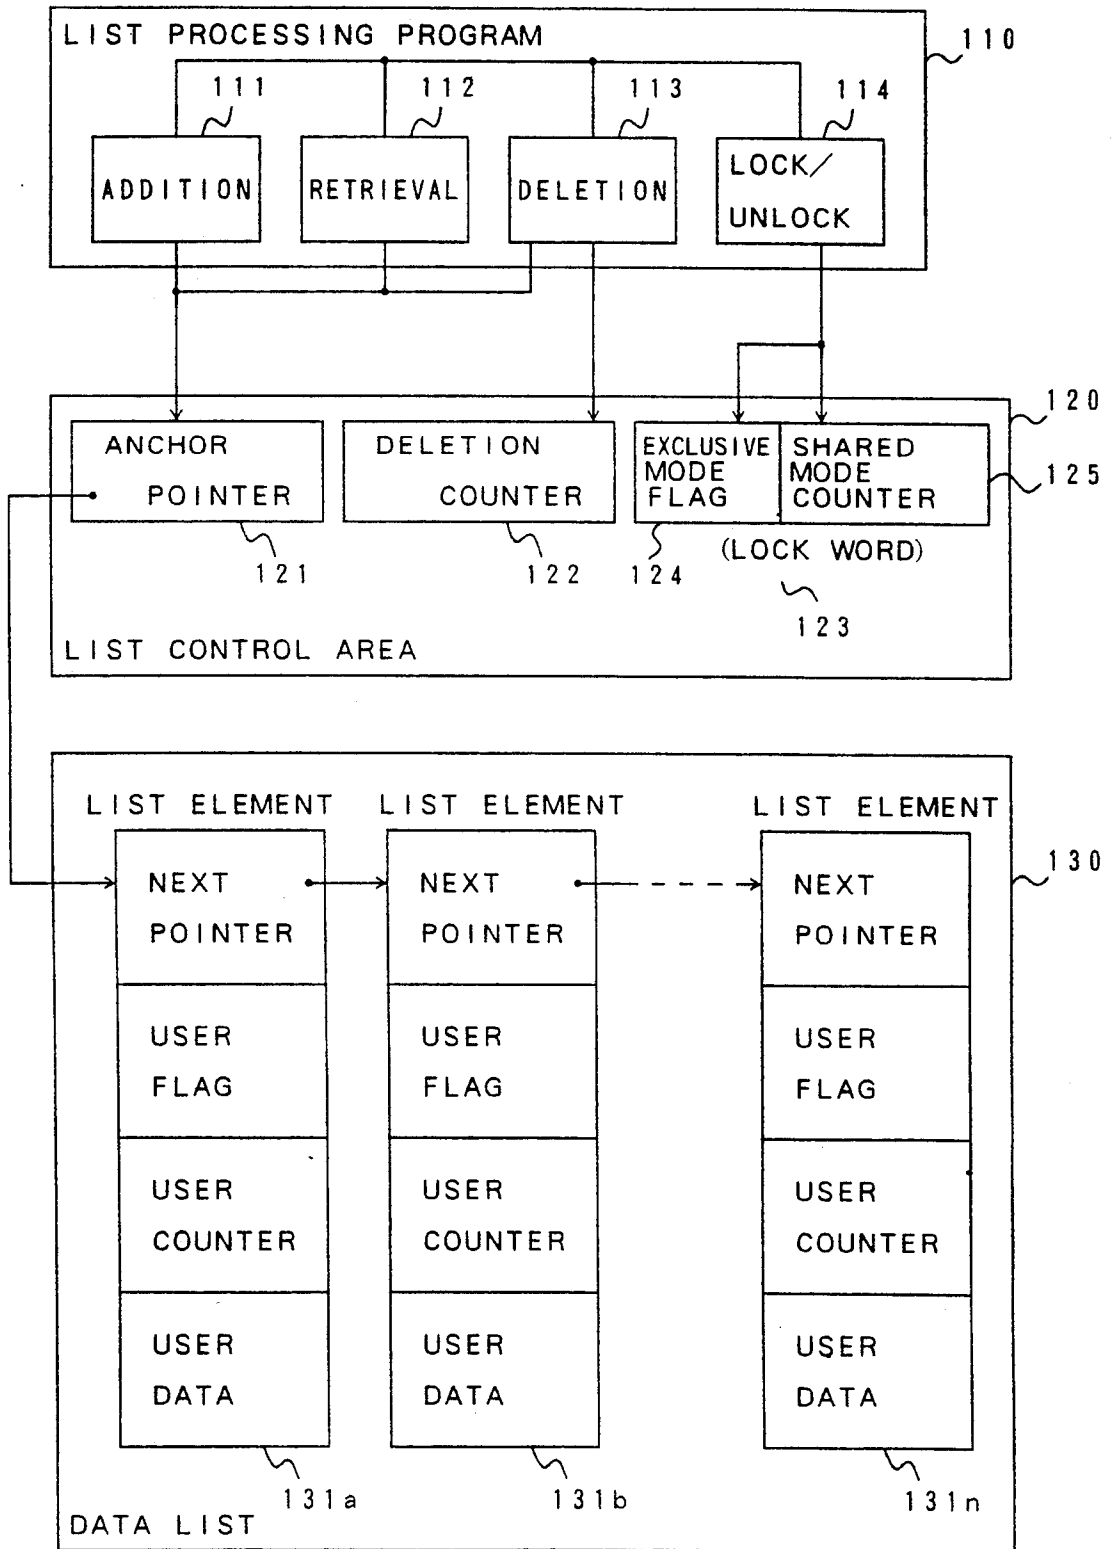 LIST PROCESSING PROGRAM
110
111
112
113
114
ADDITION
RETRIEVAL
DELETION
LOCK/
UNLOCK
120
ANCHOR
POINTER
DELETION
COUNTER
EXCLUSIVE
MODE
FLAG
SHARED
MODE
COUNTER
125
121
122
124
(LOCK WORD)
123
LIST CONTROL AREA
LIST ELEMENT
LIST ELEMENT
LIST ELEMENT
130
NEXT
POINTER
NEXT
POINTER
NEXT
POINTER
USER
FLAG
USER
FLAG
USER
FLAG
USER
COUNTER
USER
COUNTER
USER
COUNTER
USER
DATA
USER
DATA
USER
DATA
131a
131b
131n
DATA LIST